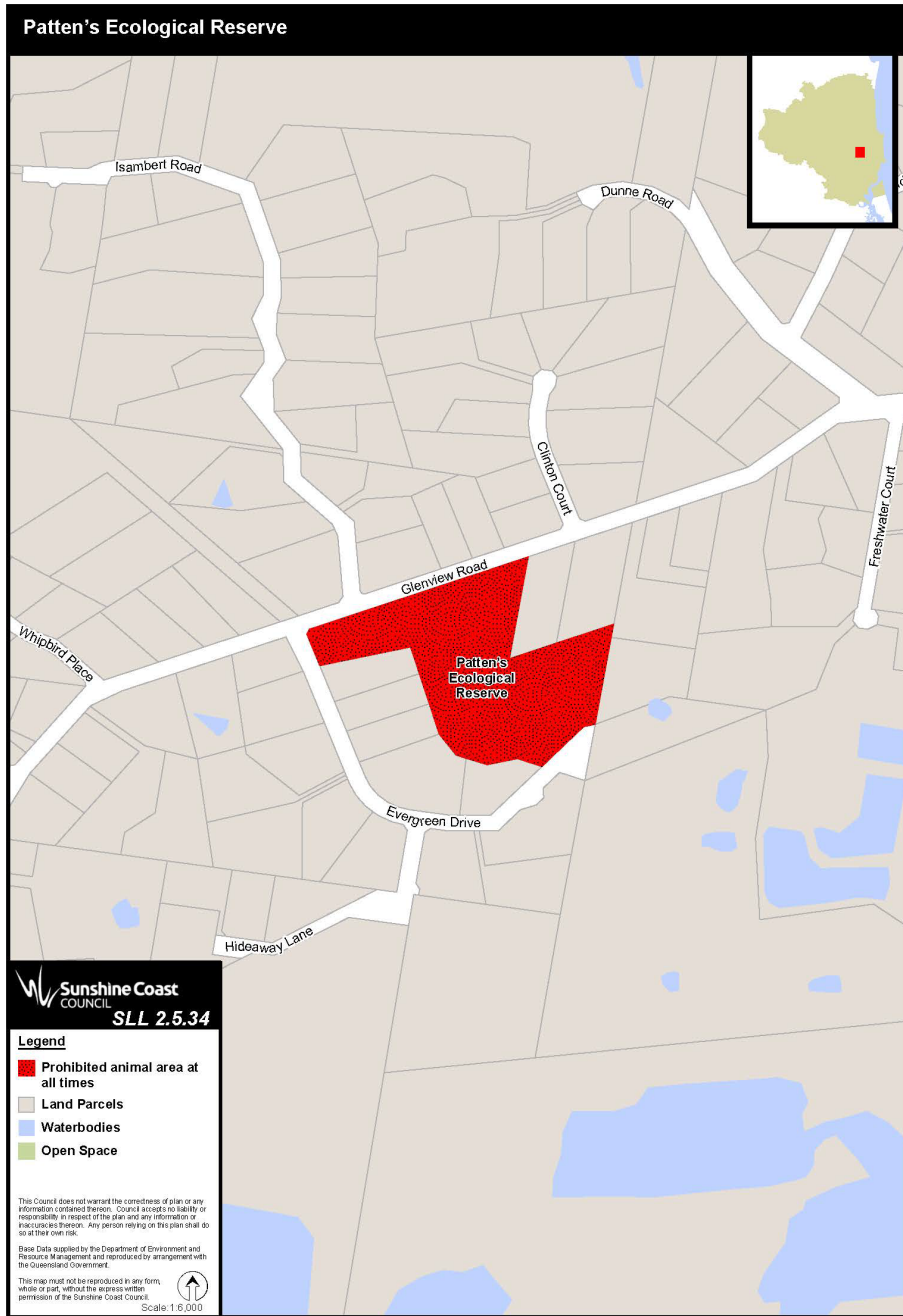 Patten's Ecological Reserve
Isambert Road
Dunne Road
Clinton Court
Freshwater Court
Glenview Road
Whipbird Place
Patten's
Ecological
Reserve
Evergreen Drive
Hideaway Lane
Sunshine Coast
COUNCIL
SLL 2.5.34
Legend
Prohibited animal area at
all times
Land Parcels
Waterbodies
Open Space
This Council does not warrant the correctness of plan or any
information contained thereon. Council accepts no liability or
responsibility in respect of the plan and any information or
inaccuracies thereon. Any person relying on this plan shall do
so at their own risk.
Base Data supplied by the Department of Environment and
Resource Management and reproduced by arrangement with
the Queensland Government.
This map must not be reproduced in any form,
whole or part, without the express written
permission of the Sunshine Coast Council.
Scale: 1:6,000